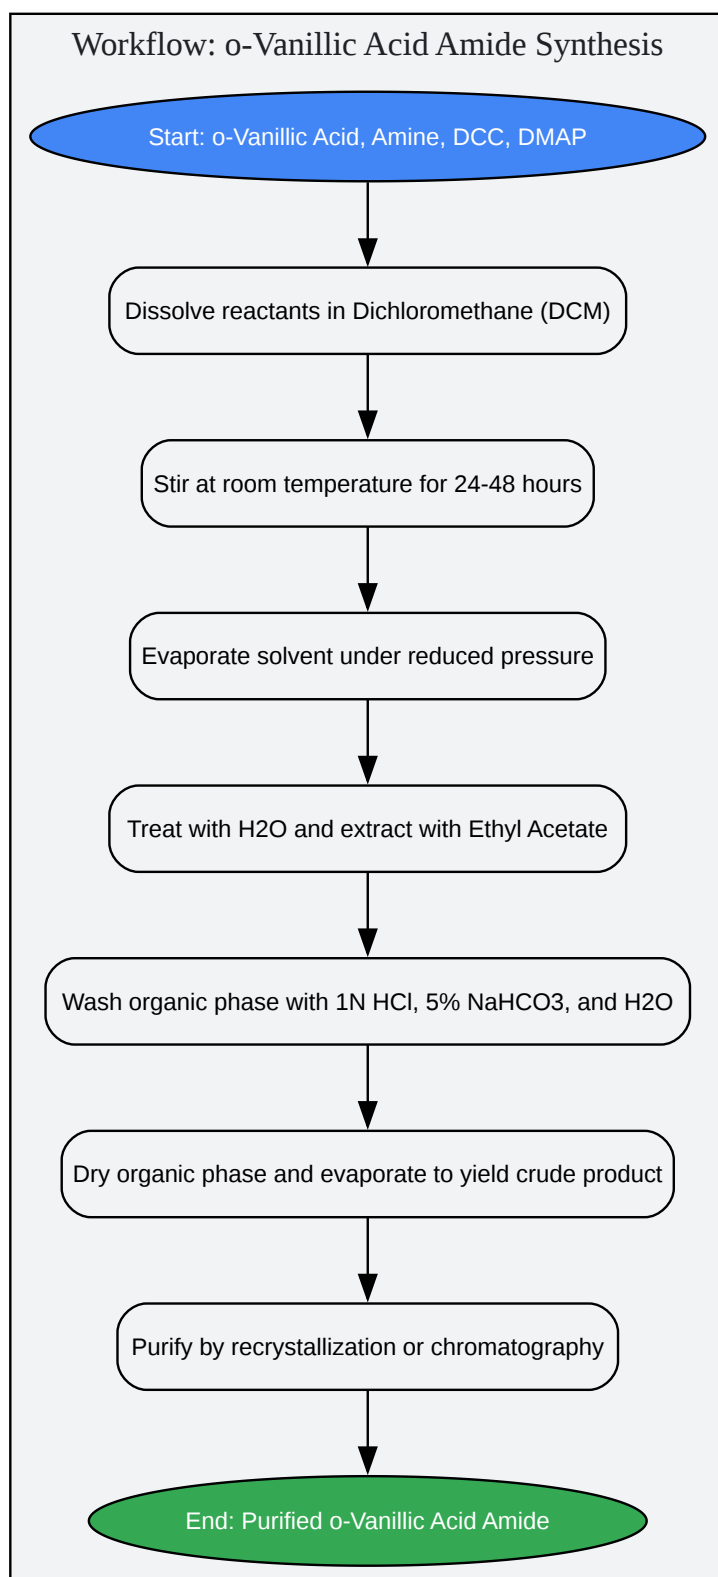 Workflow: o-Vanillic Acid Amide Synthesis
Start: o-Vanillic Acid, Amine, DCC, DMAP
Dissolve reactants in Dichloromethane (DCM)
Stir at room temperature for 24-48 hours
Evaporate solvent under reduced pressure
Treat with H2O and extract with Ethyl Acetate
Wash organic phase with 1N HCl, 5% NaHCO3, and H2O
Dry organic phase and evaporate to yield crude product
Purify by recrystallization or chromatography
End: Purified o-Vanillic Acid Amide